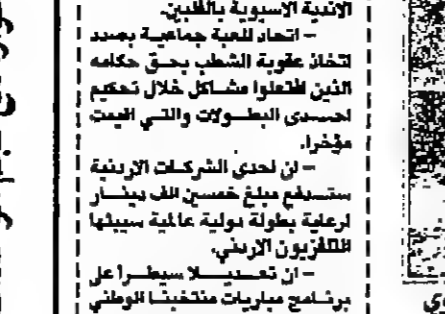 الاندية الاسيوية بالفلبين.
– اتحاد للعبة جماعية بصدد
اتخاذ عقوبة الشطب بحق حكامه
الذين افتعلوا مشاكل خلال تحكيم
احدى البطولات والتي اقيمت
مؤخرا.
– ان احدى الشركات الاردنية
ستدفع مبلغ خمسين الف دينار
لرعاية بطولة دولية عالمية سيبثها
التلفزيون الاردني.
– ان تعديلا سيطرأ على
برنامج مباريات منتخبنا الوطني